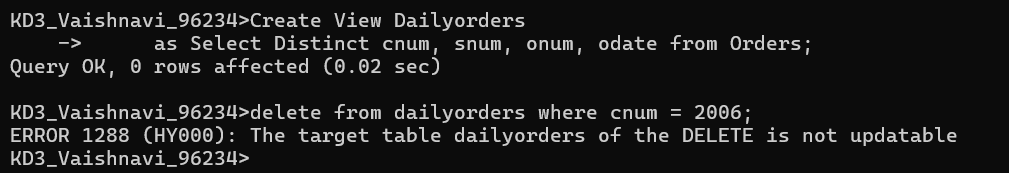 KD3_Vaishnavi_96234>Create View Dailyorders
    ->      as Select Distinct cnum, snum, onum, odate from Orders;
Query OK, 0 rows affected (0.02 sec)
KD3_Vaishnavi_96234>delete from dailyorders where cnum = 2006;
ERROR 1288 (HY000): The target table dailyorders of the DELETE is not updatable
KD3_Vaishnavi_96234>